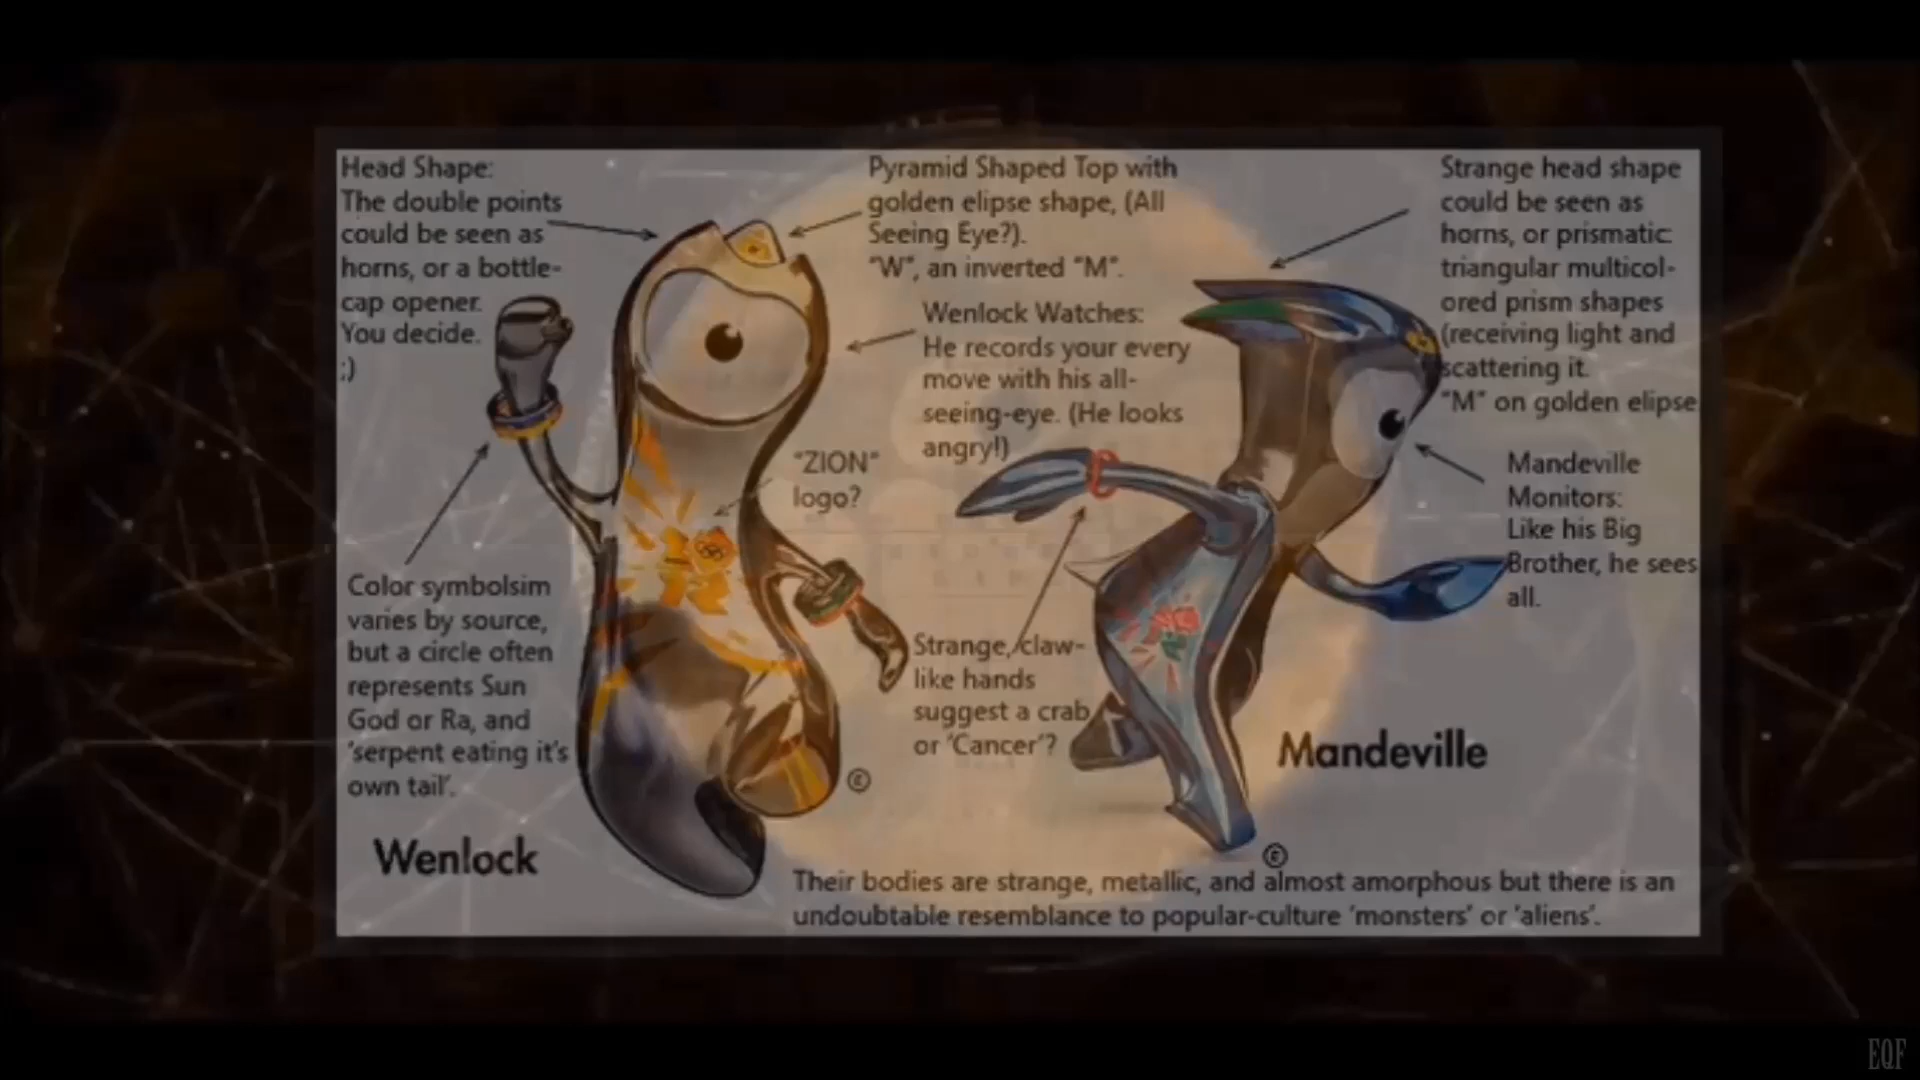 Head Shape:
The double points
could be seen as
horns, or a bottle-
cap opener.
You decide.
:)
Pyramid Shaped Top with
golden elipse shape, (All
Seeing Eye?).
"W", an inverted "M".
Strange head shape
could be seen as
horns, or prismatic:
triangular multicol-
ored prism shapes
(receiving light and
scattering it.
"M" on golden elipse
Wenlock Watches:
He records your every
move with his all-
seeing-eye. (He looks
angry!)
"ZION"
logo?
Mandeville
Monitors:
Like his Big
Brother, he sees
all.
Color symbolsim
varies by source,
but a circle often
represents Sun
God or Ra, and
'serpent eating it's
own tail'.
Strange, claw-
like hands
suggest a crab
or 'Cancer'?
Mandeville
©
Wenlock
©
Their bodies are strange, metallic, and almost amorphous but there is an
undoubtable resemblance to popular-culture 'monsters' or 'aliens'.
EQF